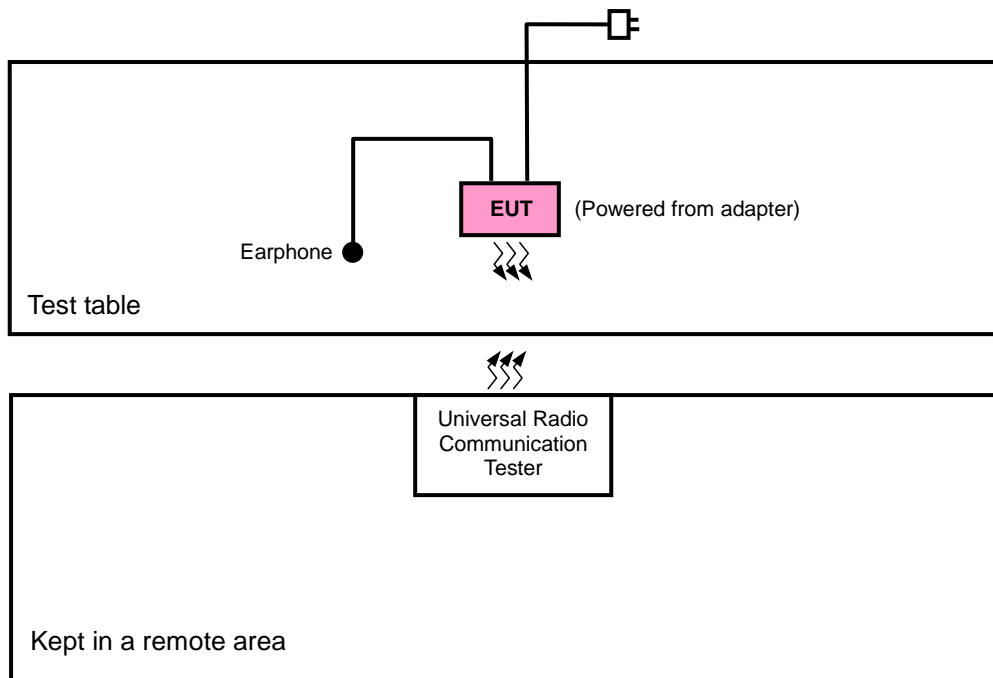 EUT
(Powered from adapter)
Earphone
Test table
Universal Radio
Communication
Tester
Kept in a remote area